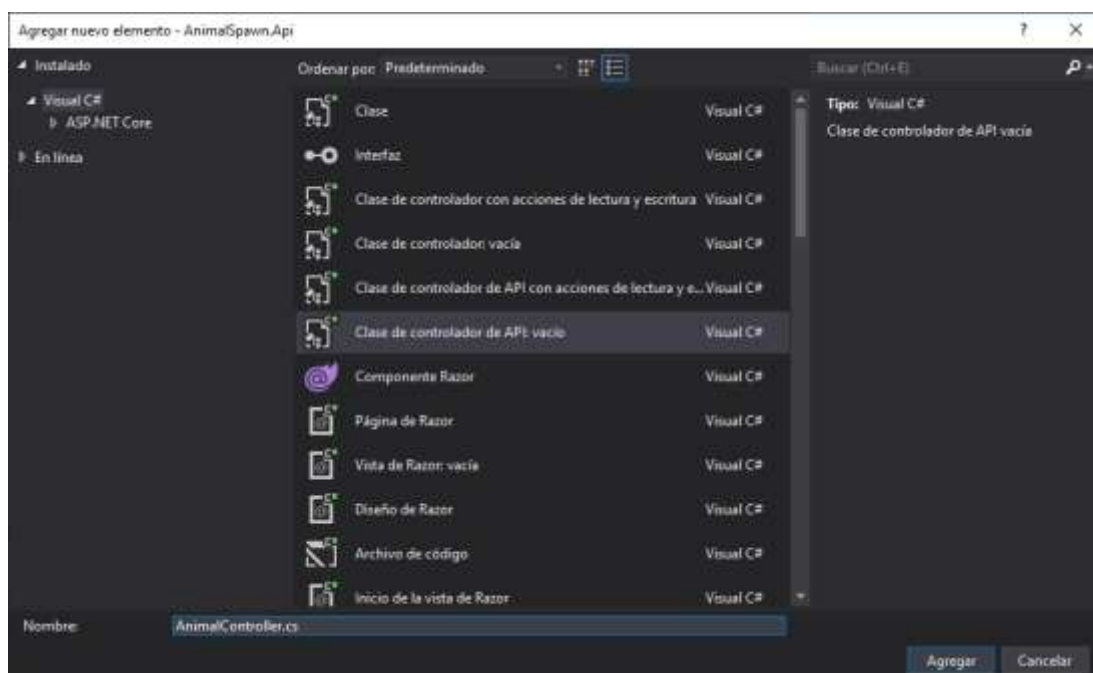 Agregar nuevo elemento - AnimalSpawn.Api
Instalado
Visual C#
ASP.NET Core
En línea
Ordenar por: Predeterminado
Buscar (Ctrl+E)
Clase Visual C#
Interfaz Visual C#
Clase de controlador con acciones de lectura y escritura Visual C#
Clase de controlador: vacía Visual C#
Clase de controlador de API con acciones de lectura y e... Visual C#
Clase de controlador de API: vacío Visual C#
Componente Razor Visual C#
Página de Razor Visual C#
Vista de Razor: vacía Visual C#
Diseño de Razor Visual C#
Archivo de código Visual C#
Inicio de la vista de Razor Visual C#
Tipo: Visual C#
Clase de controlador de API vacía
Nombre: AnimalController.cs
Agregar Cancelar